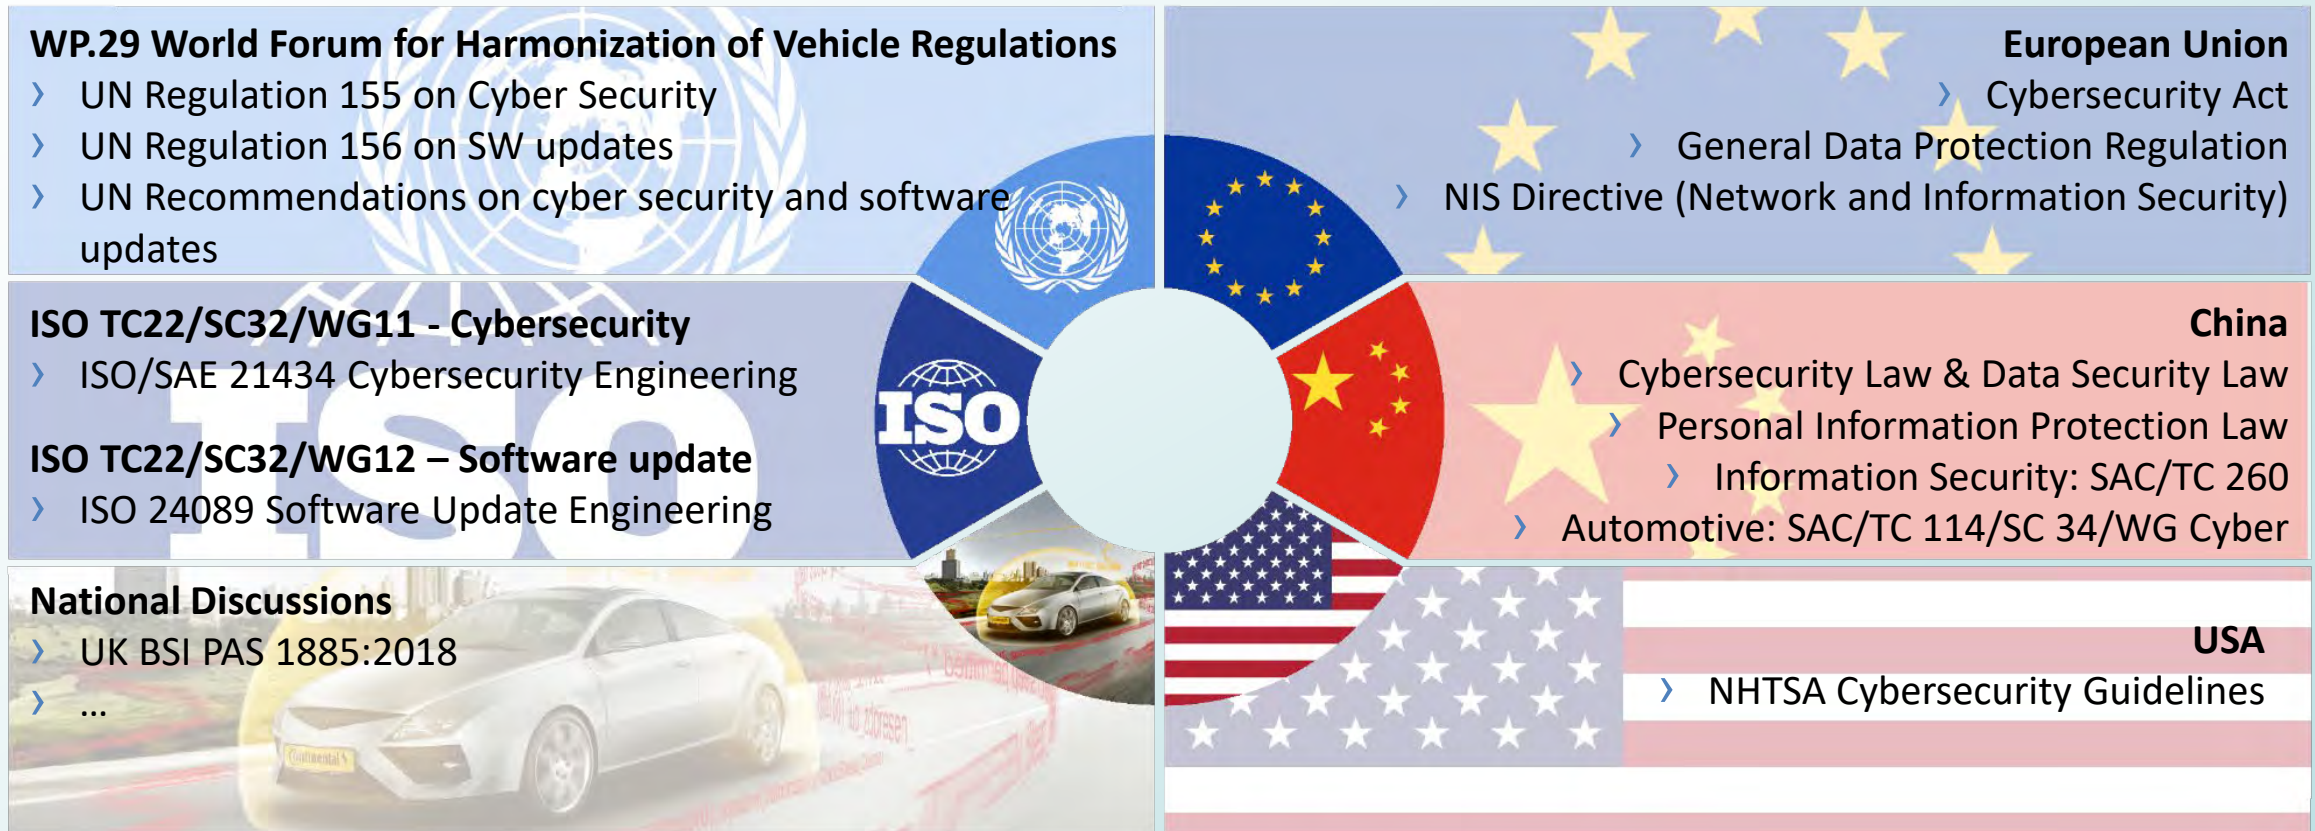 WP.29 World Forum for Harmonization of Vehicle Regulations
› UN Regulation 155 on Cyber Security
› UN Regulation 156 on SW updates
› UN Recommendations on cyber security and software
updates
ISO TC22/SC32/WG11 - Cybersecurity
› ISO/SAE 21434 Cybersecurity Engineering
ISO TC22/SC32/WG12 – Software update
› ISO 24089 Software Update Engineering
ISO
National Discussions
› UK BSI PAS 1885:2018
› ...
Continental
European Union
› Cybersecurity Act
› General Data Protection Regulation
› NIS Directive (Network and Information Security)
ISO
China
› Cybersecurity Law & Data Security Law
› Personal Information Protection Law
› Information Security: SAC/TC 260
› Automotive: SAC/TC 114/SC 34/WG Cyber
USA
› NHTSA Cybersecurity Guidelines